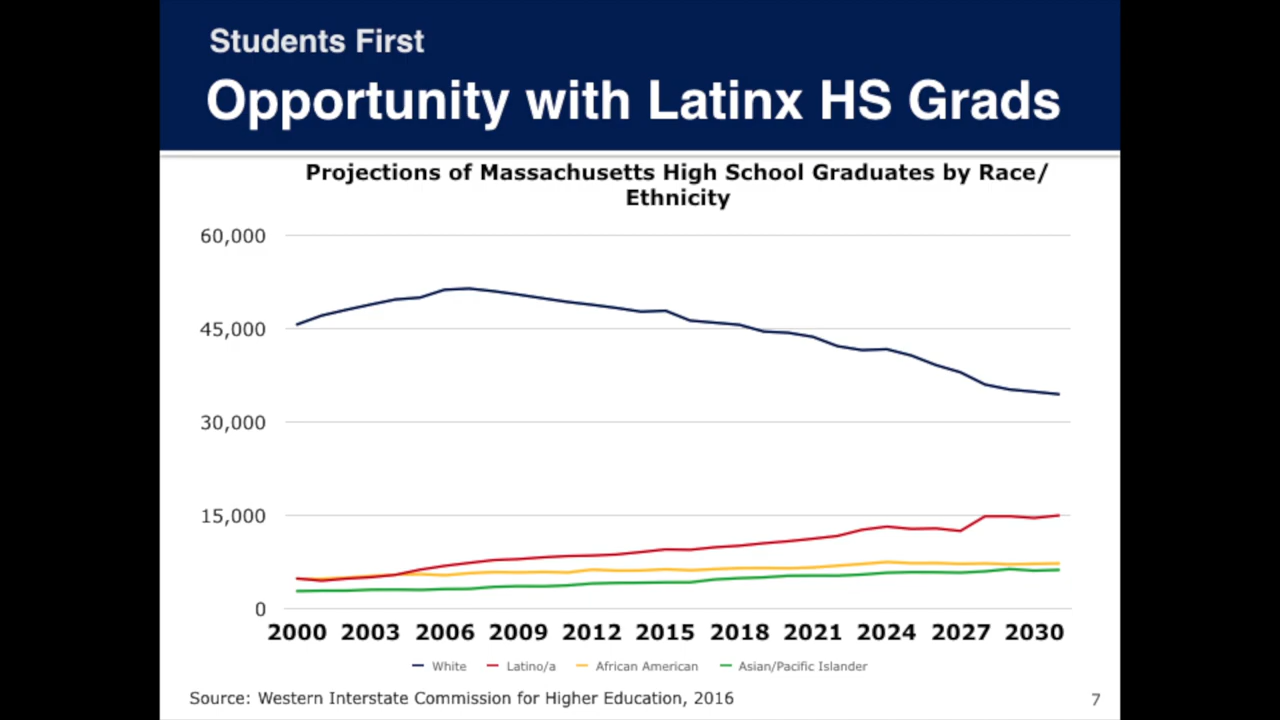 Students First
Opportunity with Latinx HS Grads
Projections of Massachusetts High School Graduates by Race/
Ethnicity
60,000
45,000
30,000
15,000
0
2000 2003 2006 2009 2012 2015 2018 2021 2024 2027 2030
White Latino/a African American Asian/Pacific Islander
Source: Western Interstate Commission for Higher Education, 2016
7